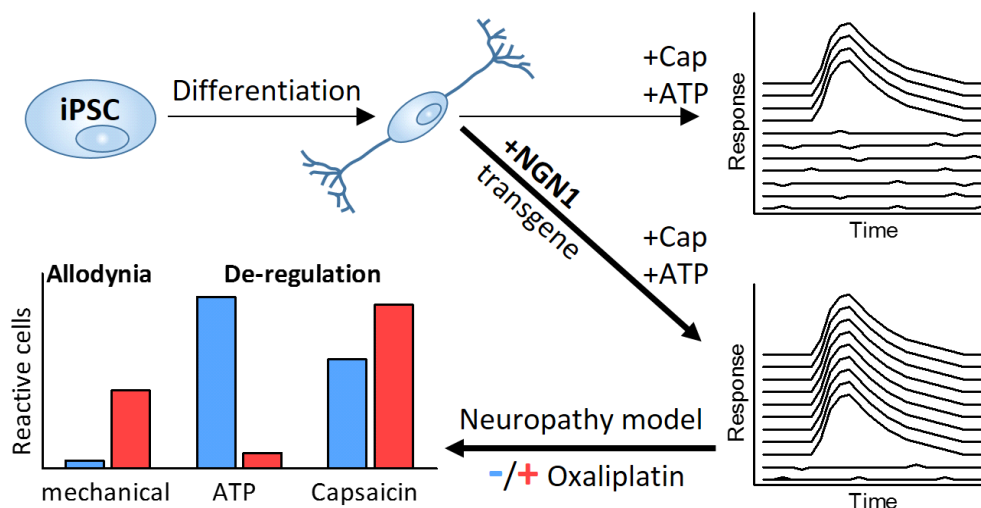 iPSC
Differentiation
+Cap
+ATP
Response
Time
+NGN1
transgene
+Cap
+ATP
Response
Time
Neuropathy model
-/+ Oxaliplatin
Allodynia
De-regulation
Reactive cells
mechanical
ATP
Capsaicin